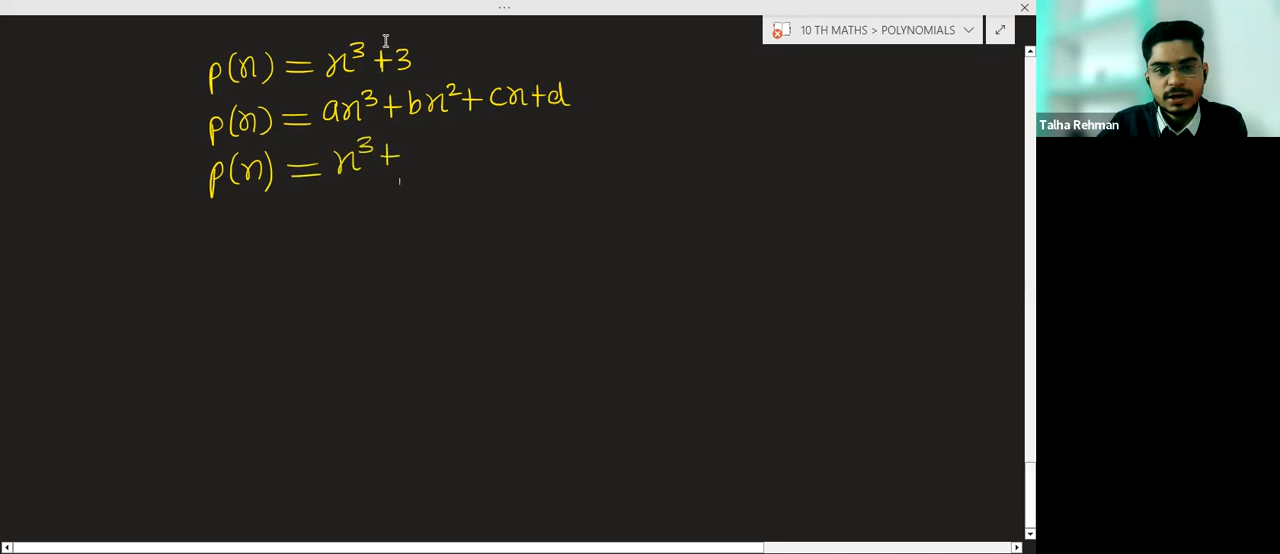 10 TH MATHS > POLYNOMIALS
p(x) = x³ + 3
p(x) = ax³ + bx² + cx + d
p(x) = x³ +
Talha Rehman